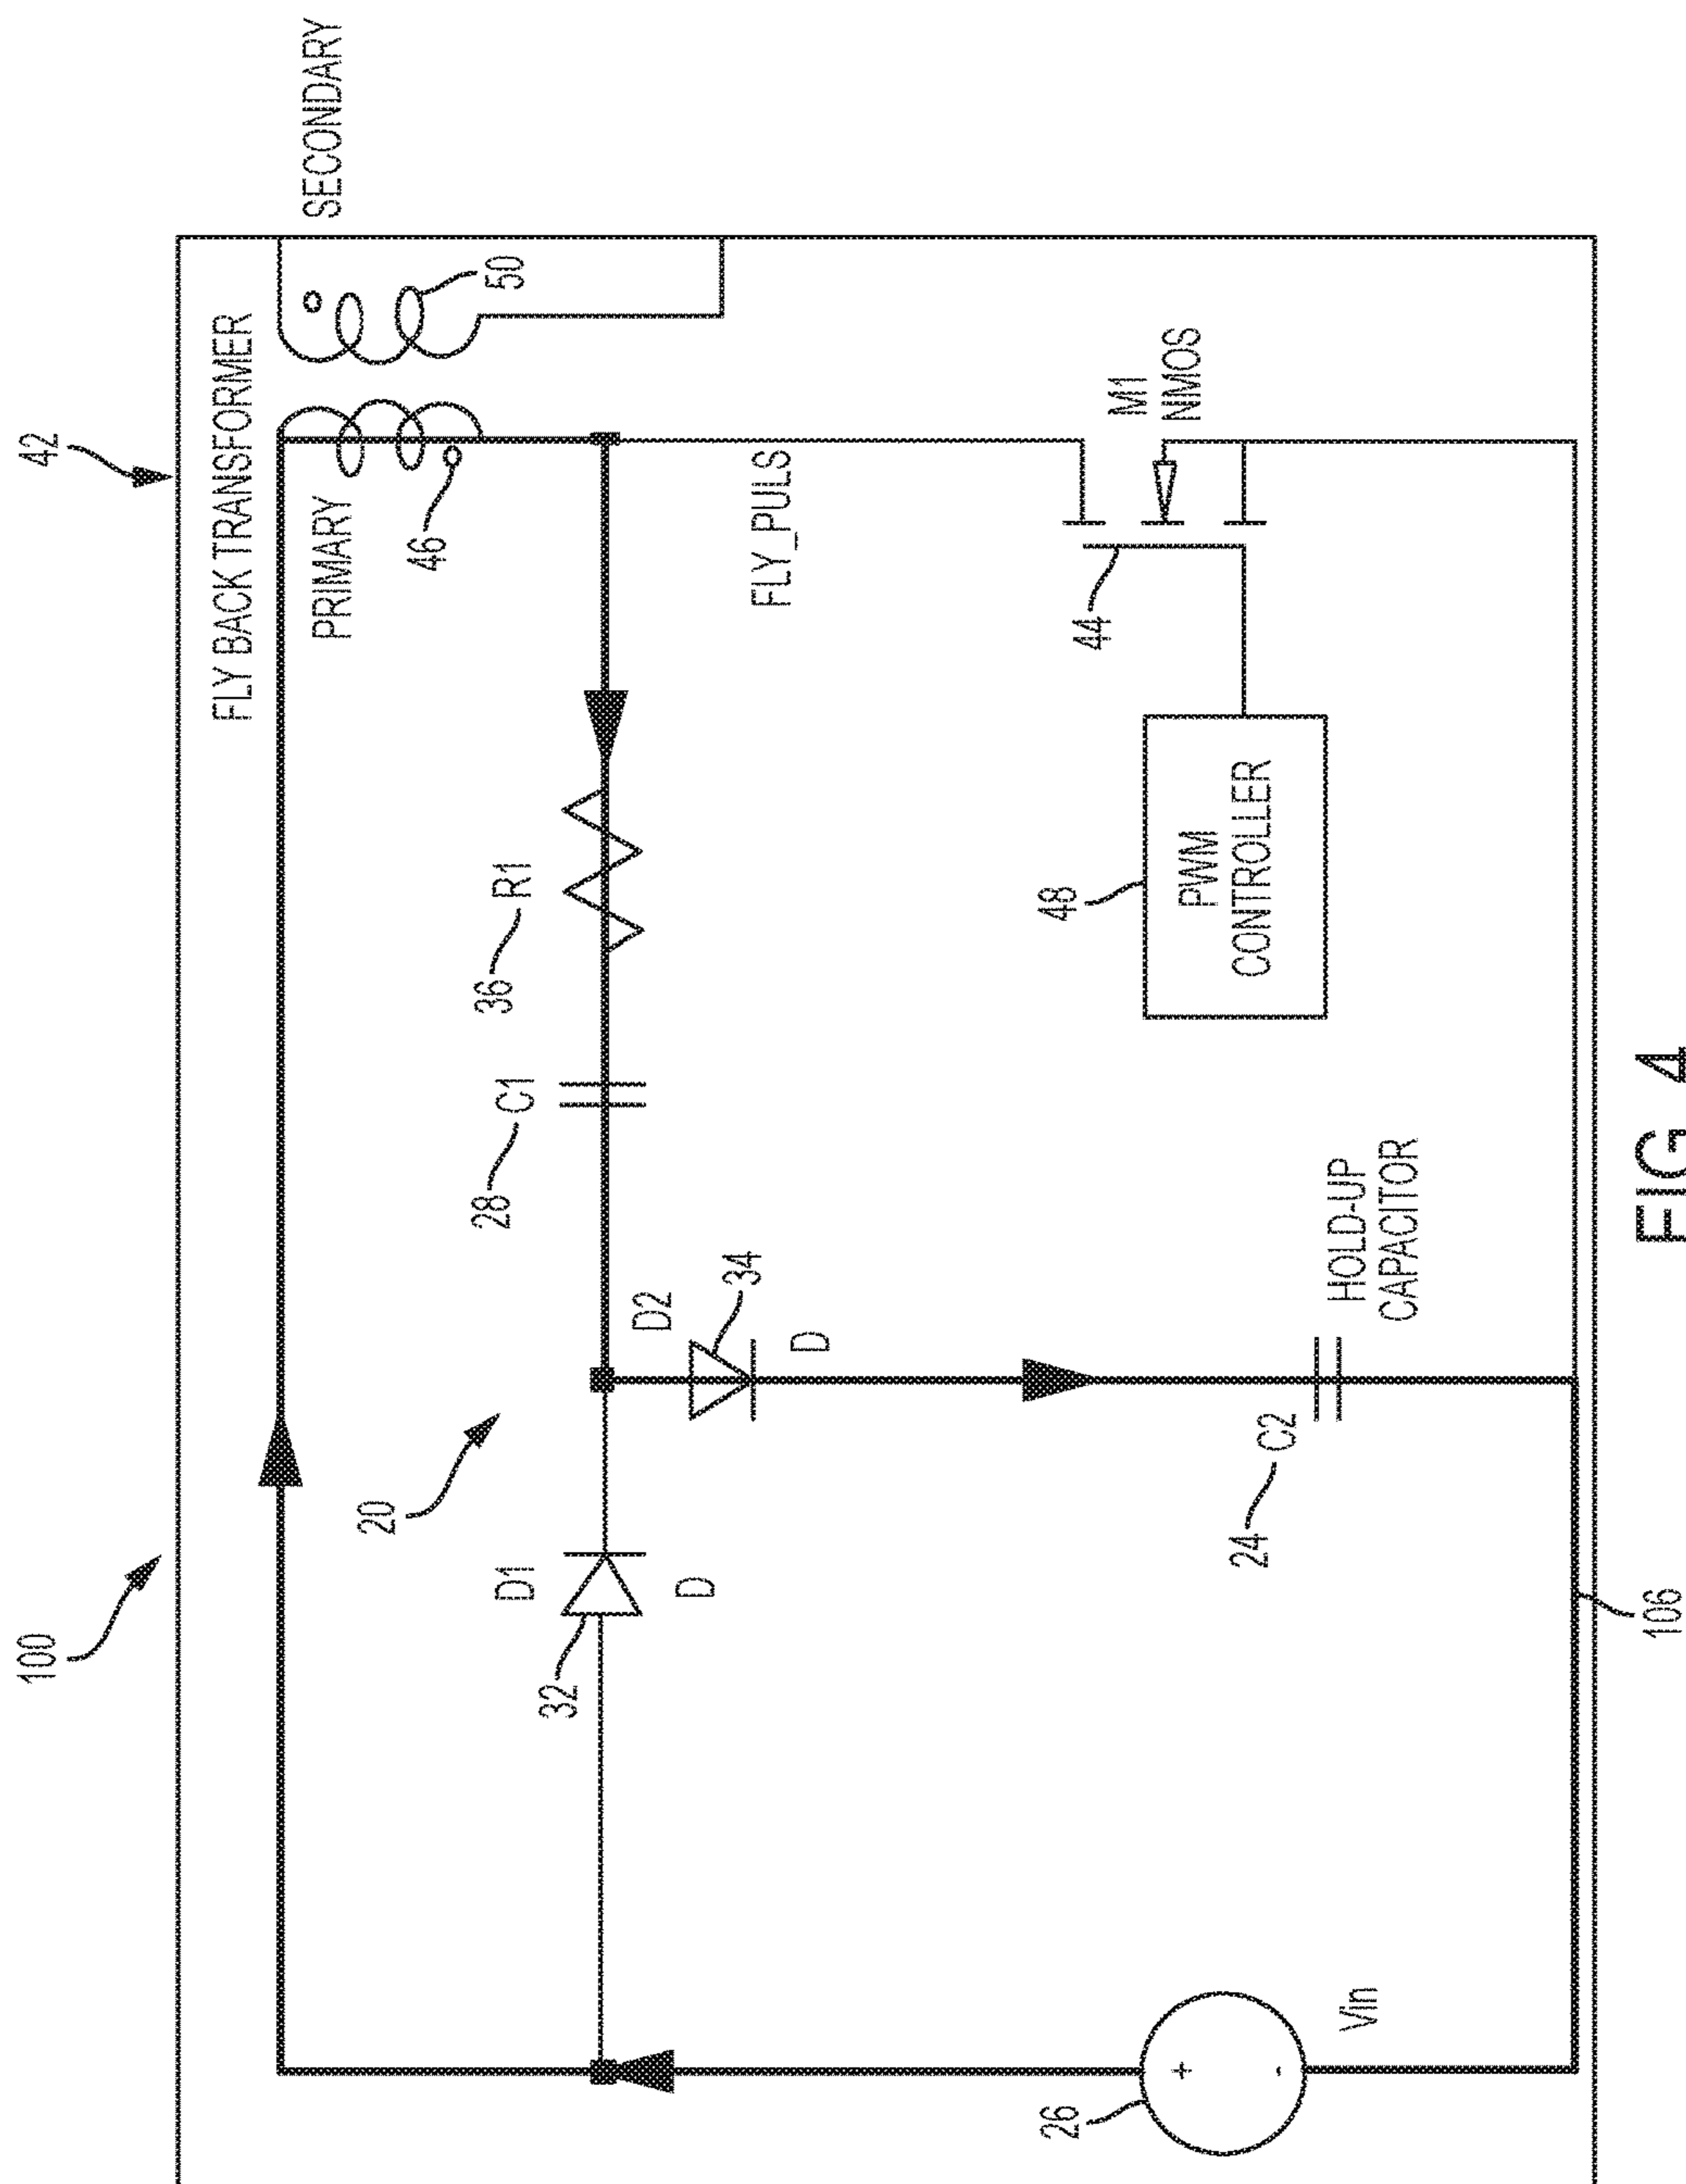 100
42
FLY BACK TRANSFORMER
SECONDARY
PRIMARY
46
50
20
D1
D
32
28
C1
36
R1
D2
34
D
FLY_PULS
26
+
-
Vin
24
C2
HOLD-UP
CAPACITOR
48
PWM
CONTROLLER
44
M1
NMOS
106
FIG. 4